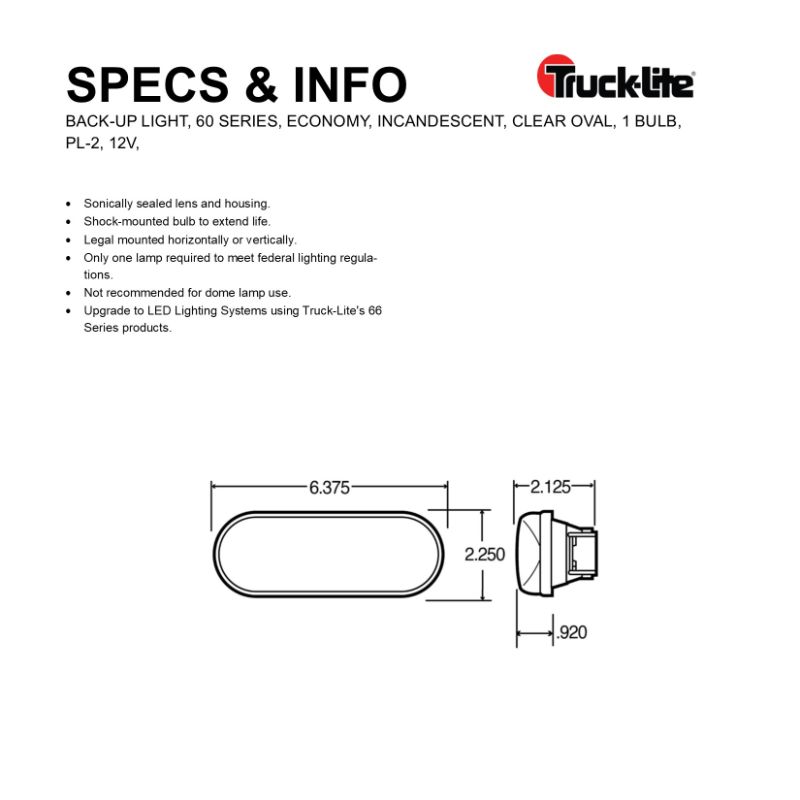 SPECS & INFO
Truck-Lite®
BACK-UP LIGHT, 60 SERIES, ECONOMY, INCANDESCENT, CLEAR OVAL, 1 BULB,
PL-2, 12V,
• Sonically sealed lens and housing.
• Shock-mounted bulb to extend life.
• Legal mounted horizontally or vertically.
• Only one lamp required to meet federal lighting regula-
tions.
• Not recommended for dome lamp use.
• Upgrade to LED Lighting Systems using Truck-Lite's 66
Series products.
6.375
2.125
2.250
.920